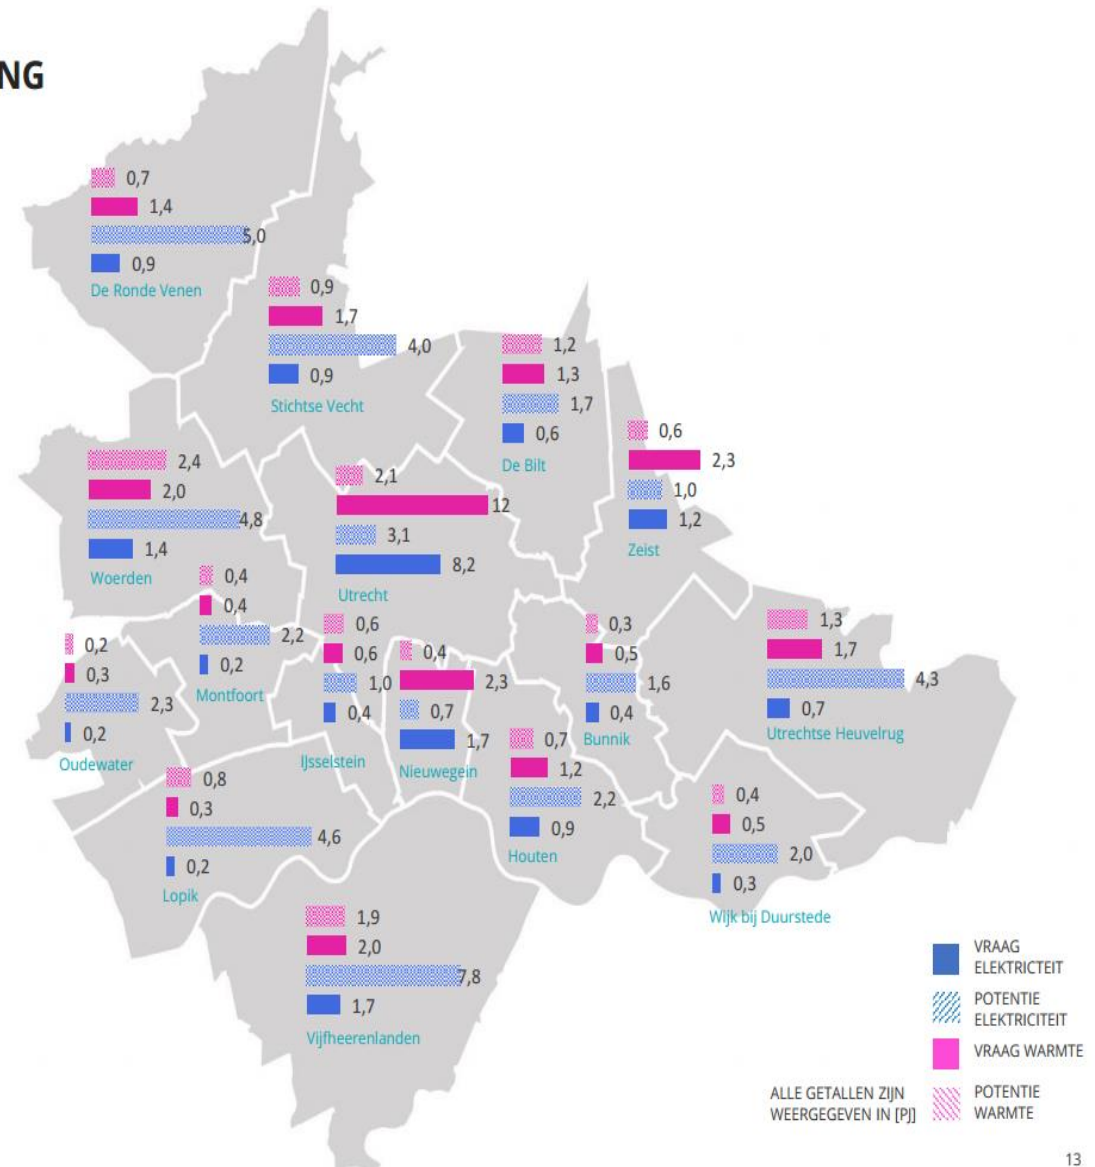 NG
0,7
1,4
5,0
0,9
De Ronde Venen
0,9
1,7
4,0
0,9
Stichtse Vecht
1,2
1,3
1,7
0,6
De Bilt
0,6
2,3
1,0
1,2
Zeist
2,4
2,0
4,8
1,4
Woerden
2,1
12
3,1
8,2
Utrecht
0,4
0,4
2,2
0,2
Montfoort
0,6
0,6
1,0
0,4
IJsselstein
0,4
2,3
0,7
1,7
Nieuwegein
0,3
0,5
1,6
0,4
Bunnik
1,3
1,7
4,3
0,7
Utrechtse Heuvelrug
0,2
0,3
2,3
0,2
Oudewater
0,8
0,3
4,6
0,2
Lopik
0,7
1,2
2,2
0,9
Houten
0,4
0,5
2,0
0,3
Wijk bij Duurstede
1,9
2,0
7,8
1,7
Vijfheerenlanden
VRAAG
ELEKTRICTEIT
POTENTIE
ELEKTRICITEIT
VRAAG WARMTE
POTENTIE
WARMTE
ALLE GETALLEN ZIJN
WEERGEGEVEN IN [PJ]
13